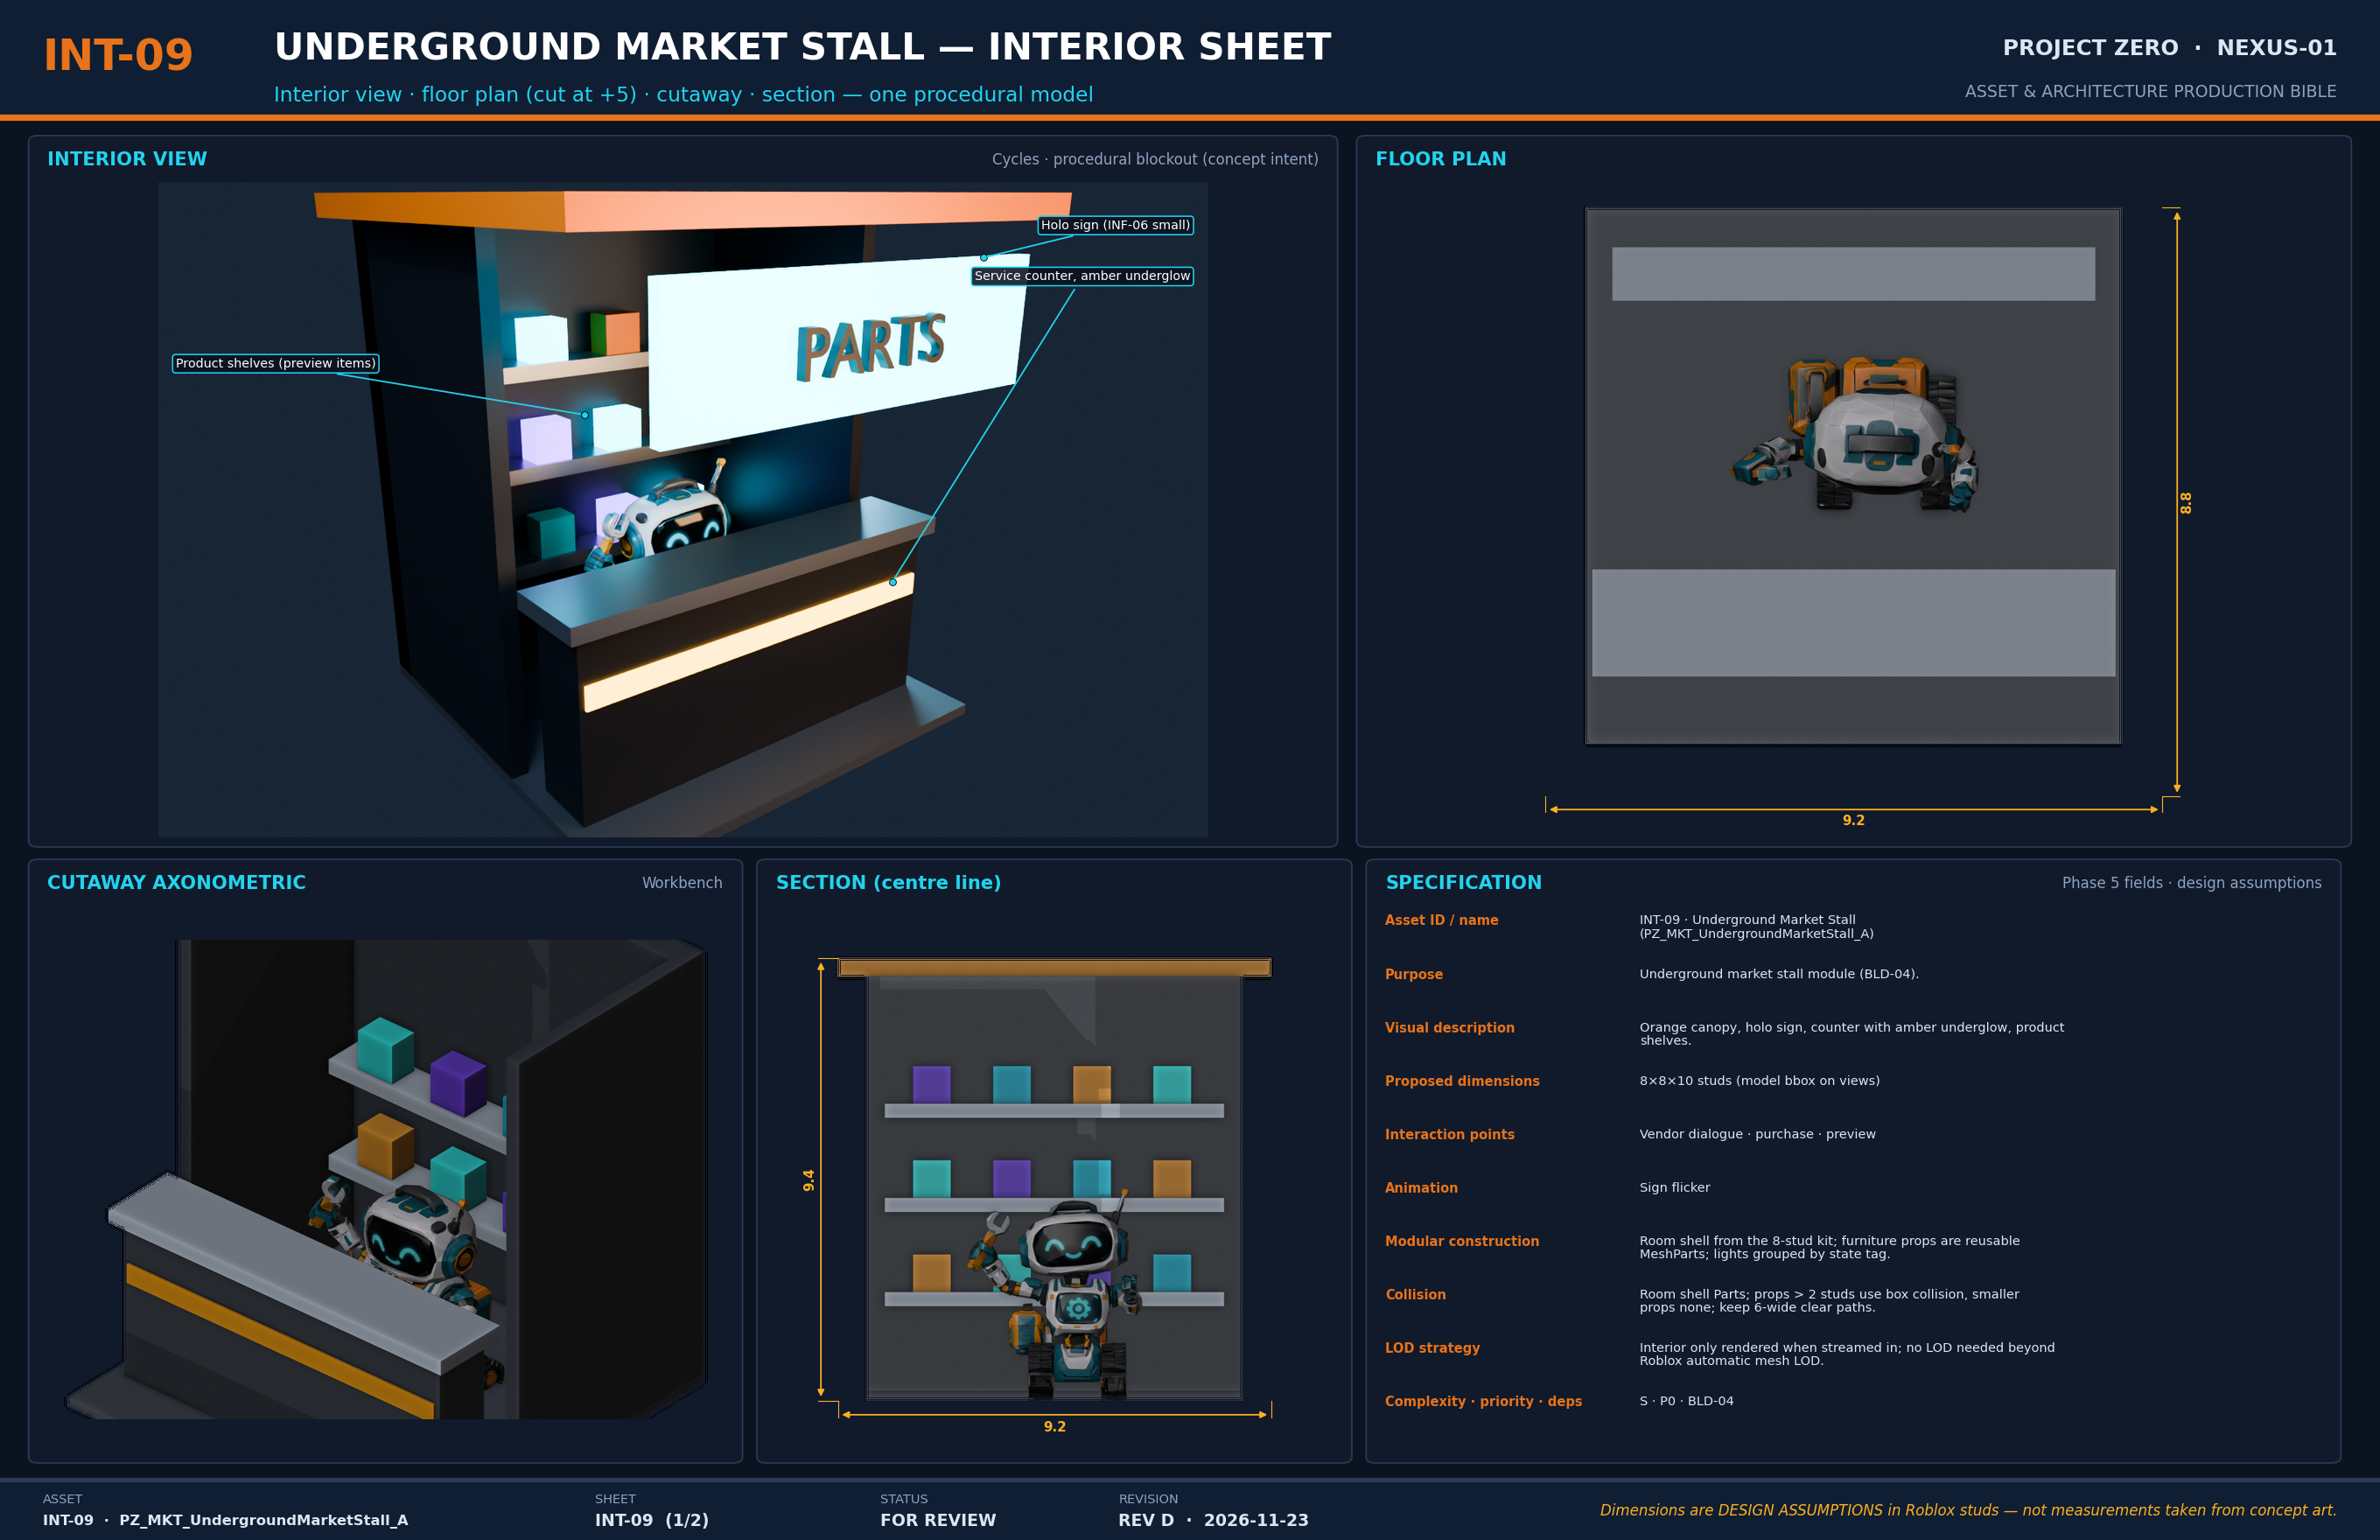 INT-09
UNDERGROUND MARKET STALL — INTERIOR SHEET
Interior view · floor plan (cut at +5) · cutaway · section — one procedural model
PROJECT ZERO · NEXUS-01
ASSET & ARCHITECTURE PRODUCTION BIBLE
INTERIOR VIEW
Cycles · procedural blockout (concept intent)
Holo sign (INF-06 small)
Service counter, amber underglow
PARTS
Product shelves (preview items)
FLOOR PLAN
8.8
9.2
CUTAWAY AXONOMETRIC
Workbench
SECTION (centre line)
9.4
9.2
SPECIFICATION
Phase 5 fields · design assumptions
Asset ID / name
INT-09 · Underground Market Stall
(PZ_MKT_UndergroundMarketStall_A)
Purpose
Underground market stall module (BLD-04).
Visual description
Orange canopy, holo sign, counter with amber underglow, product
shelves.
Proposed dimensions
8×8×10 studs (model bbox on views)
Interaction points
Vendor dialogue · purchase · preview
Animation
Sign flicker
Modular construction
Room shell from the 8-stud kit; furniture props are reusable
MeshParts; lights grouped by state tag.
Collision
Room shell Parts; props > 2 studs use box collision, smaller
props none; keep 6-wide clear paths.
LOD strategy
Interior only rendered when streamed in; no LOD needed beyond
Roblox automatic mesh LOD.
Complexity · priority · deps
S · P0 · BLD-04
ASSET
INT-09 · PZ_MKT_UndergroundMarketStall_A
SHEET
INT-09 (1/2)
STATUS
FOR REVIEW
REVISION
REV D · 2026-11-23
Dimensions are DESIGN ASSUMPTIONS in Roblox studs — not measurements taken from concept art.